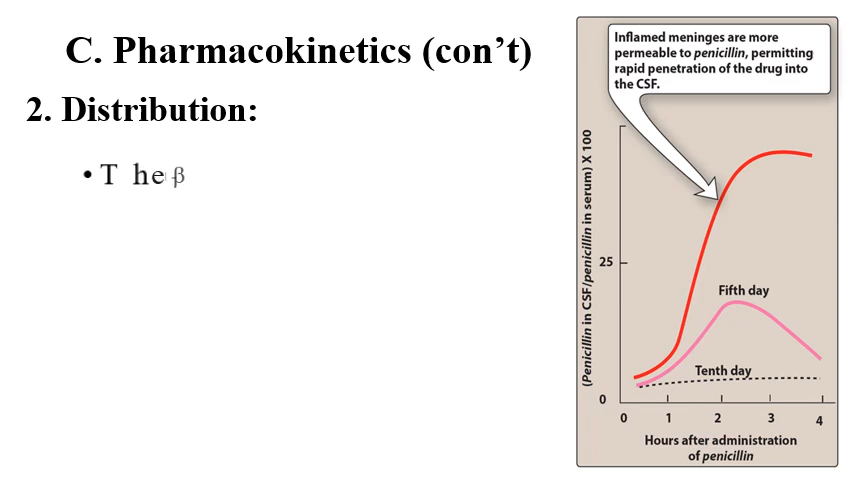 C. Pharmacokinetics (con’t)
2. Distribution:
• T he β
Inflamed meninges are more
permeable to penicillin, permitting
rapid penetration of the drug into
the CSF.
(Penicillin in CSF/penicillin in serum) X 100
25
0
Fifth day
Tenth day
0 1 2 3 4
Hours after administration
of penicillin